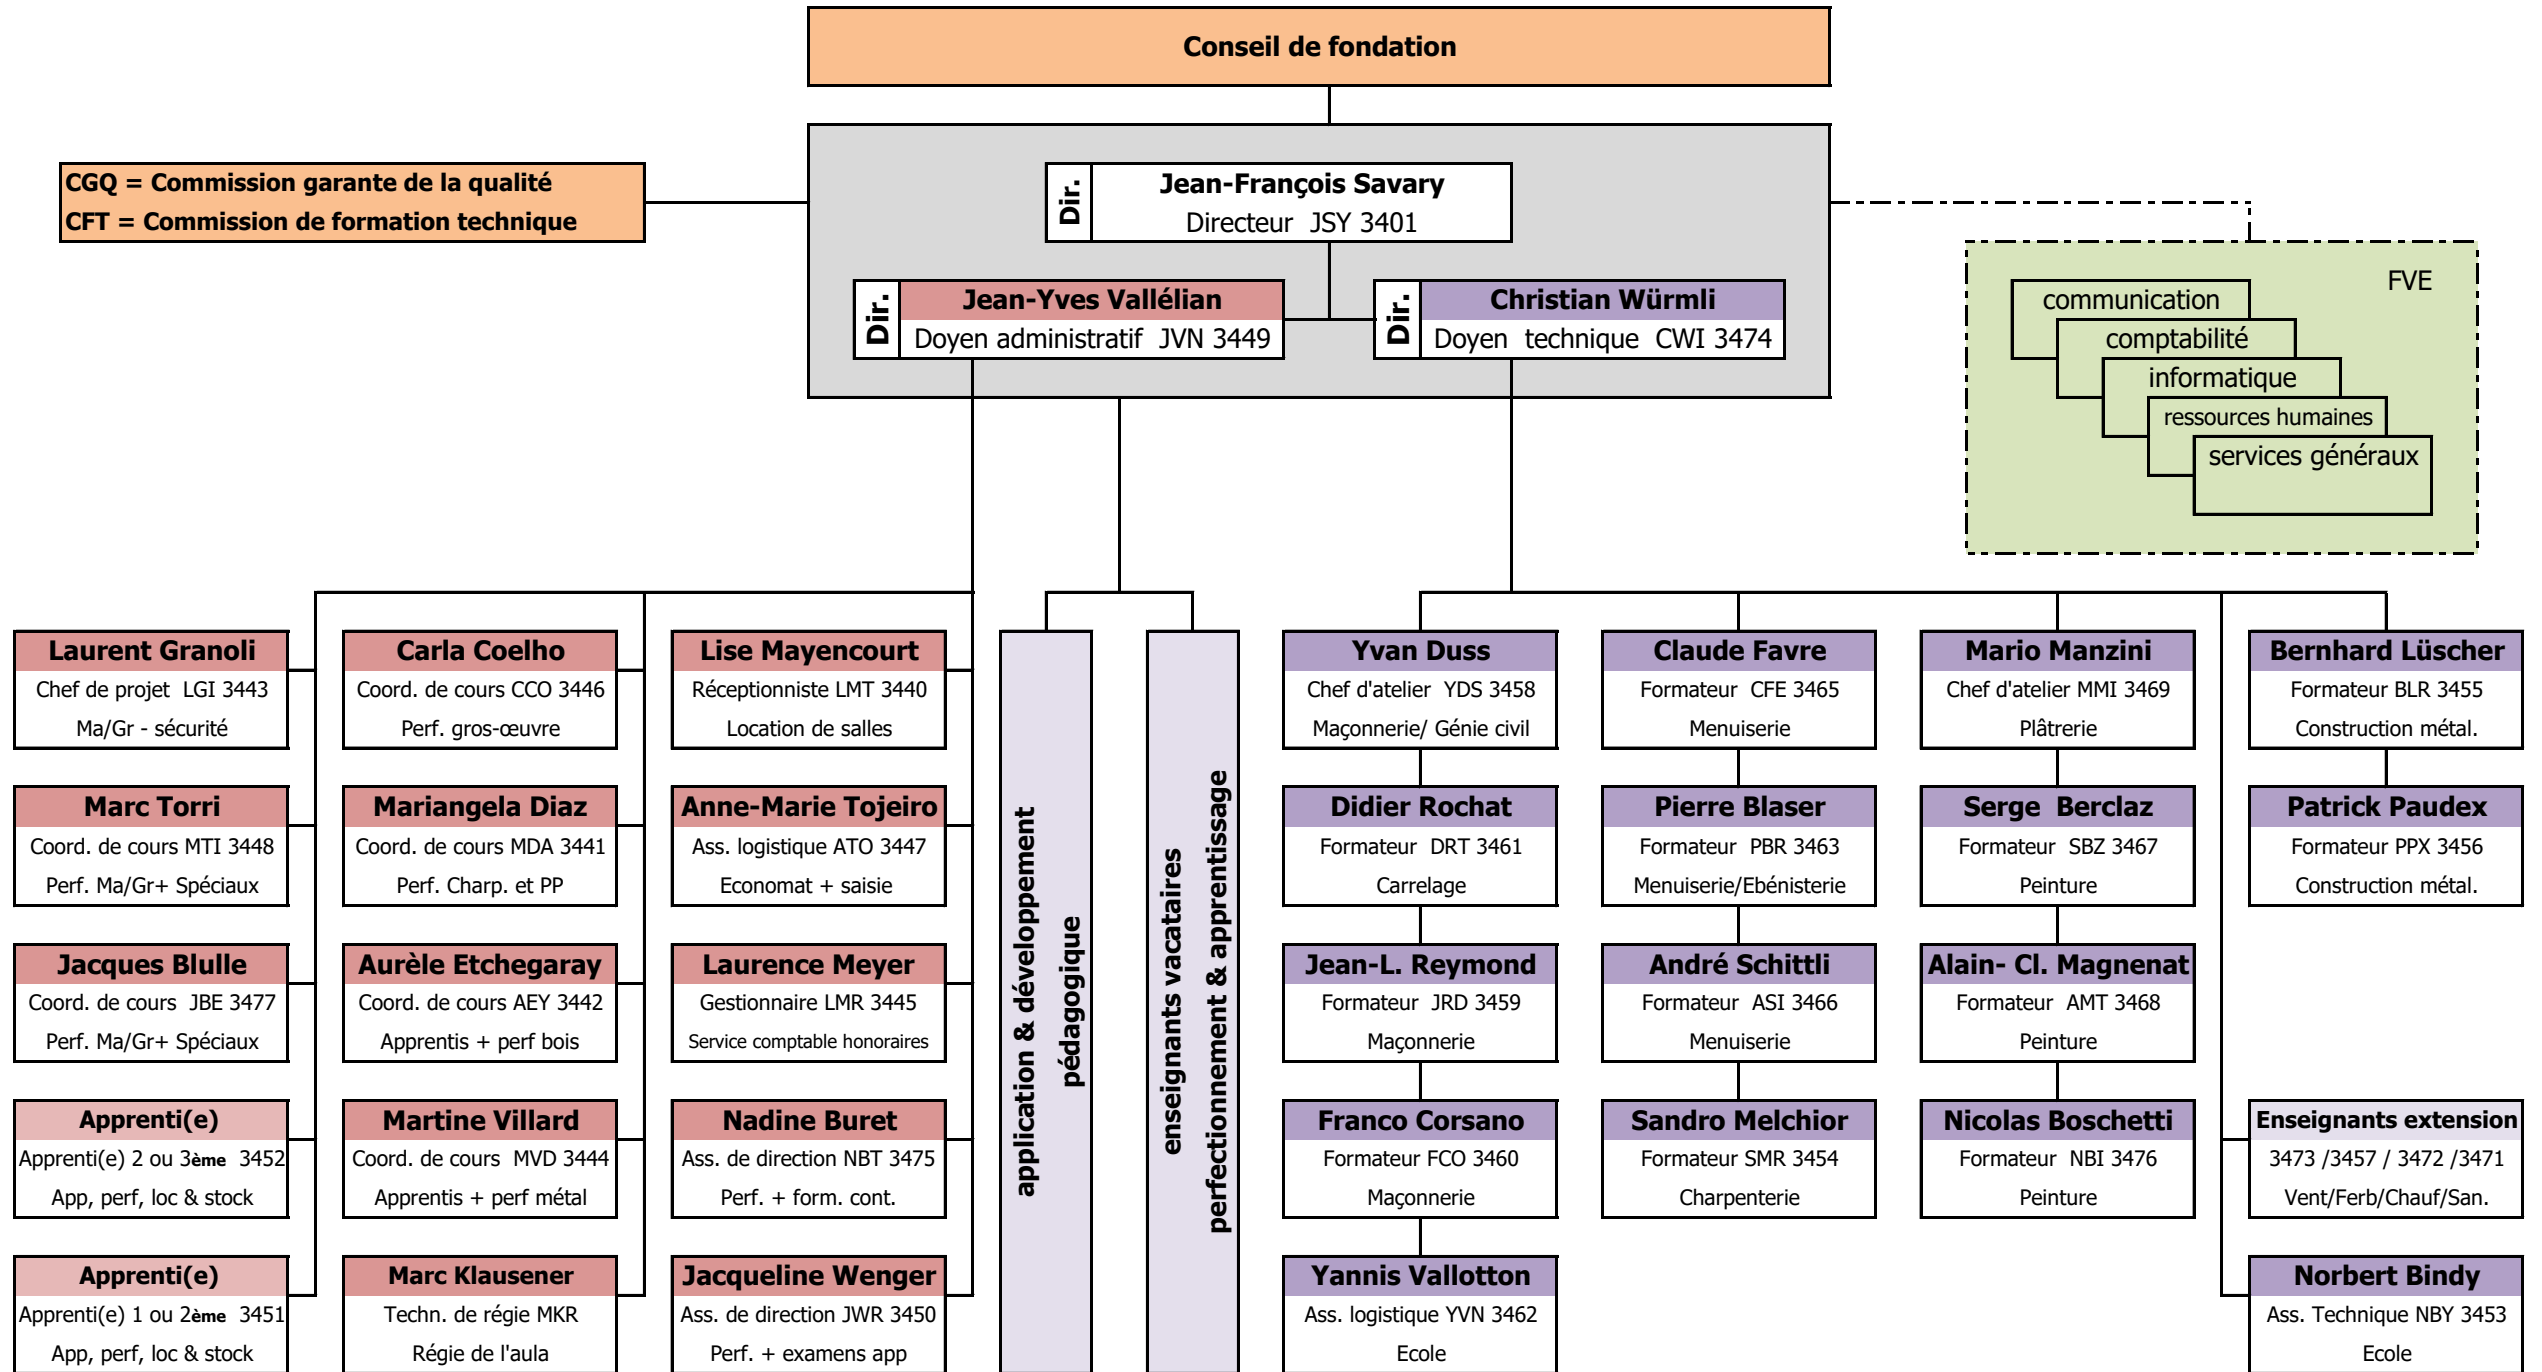 Conseil de fondation
CGQ = Commission garante de la qualité
CFT = Commission de formation technique
Dir.
Jean-François Savary
Directeur JSY 3401
Dir.
Jean-Yves Vallélian
Doyen administratif JVN 3449
Dir.
Christian Würmli
Doyen technique CWI 3474
FVE
communication
comptabilité
informatique
ressources humaines
services généraux
Laurent Granoli
Chef de projet LGI 3443
Ma/Gr - sécurité
Marc Torri
Coord. de cours MTI 3448
Perf. Ma/Gr+ Spéciaux
Jacques Blulle
Coord. de cours JBE 3477
Perf. Ma/Gr+ Spéciaux
Apprenti(e)
Apprenti(e) 2 ou 3ème 3452
App, perf, loc & stock
Apprenti(e)
Apprenti(e) 1 ou 2ème 3451
App, perf, loc & stock
Carla Coelho
Coord. de cours CCO 3446
Perf. gros-œuvre
Mariangela Diaz
Coord. de cours MDA 3441
Perf. Charp. et PP
Aurèle Etchegaray
Coord. de cours AEY 3442
Apprentis + perf bois
Martine Villard
Coord. de cours MVD 3444
Apprentis + perf métal
Marc Klausener
Techn. de régie MKR
Régie de l'aula
Lise Mayencourt
Réceptionniste LMT 3440
Location de salles
Anne-Marie Tojeiro
Ass. logistique ATO 3447
Economat + saisie
Laurence Meyer
Gestionnaire LMR 3445
Service comptable honoraires
Nadine Buret
Ass. de direction NBT 3475
Perf. + form. cont.
Jacqueline Wenger
Ass. de direction JWR 3450
Perf. + examens app
application & développement
pédagogique
enseignants vacataires
perfectionnement & apprentissage
Yvan Duss
Chef d'atelier YDS 3458
Maçonnerie/ Génie civil
Didier Rochat
Formateur DRT 3461
Carrelage
Jean-L. Reymond
Formateur JRD 3459
Maçonnerie
Franco Corsano
Formateur FCO 3460
Maçonnerie
Yannis Vallotton
Ass. logistique YVN 3462
Ecole
Claude Favre
Formateur CFE 3465
Menuiserie
Pierre Blaser
Formateur PBR 3463
Menuiserie/Ebénisterie
André Schittli
Formateur ASI 3466
Menuiserie
Sandro Melchior
Formateur SMR 3454
Charpenterie
Mario Manzini
Chef d'atelier MMI 3469
Plâtrerie
Serge Berclaz
Formateur SBZ 3467
Peinture
Alain- Cl. Magnenat
Formateur AMT 3468
Peinture
Nicolas Boschetti
Formateur NBI 3476
Peinture
Bernhard Lüscher
Formateur BLR 3455
Construction métal.
Patrick Paudex
Formateur PPX 3456
Construction métal.
Enseignants extension
3473 /3457 / 3472 /3471
Vent/Ferb/Chauf/San.
Norbert Bindy
Ass. Technique NBY 3453
Ecole